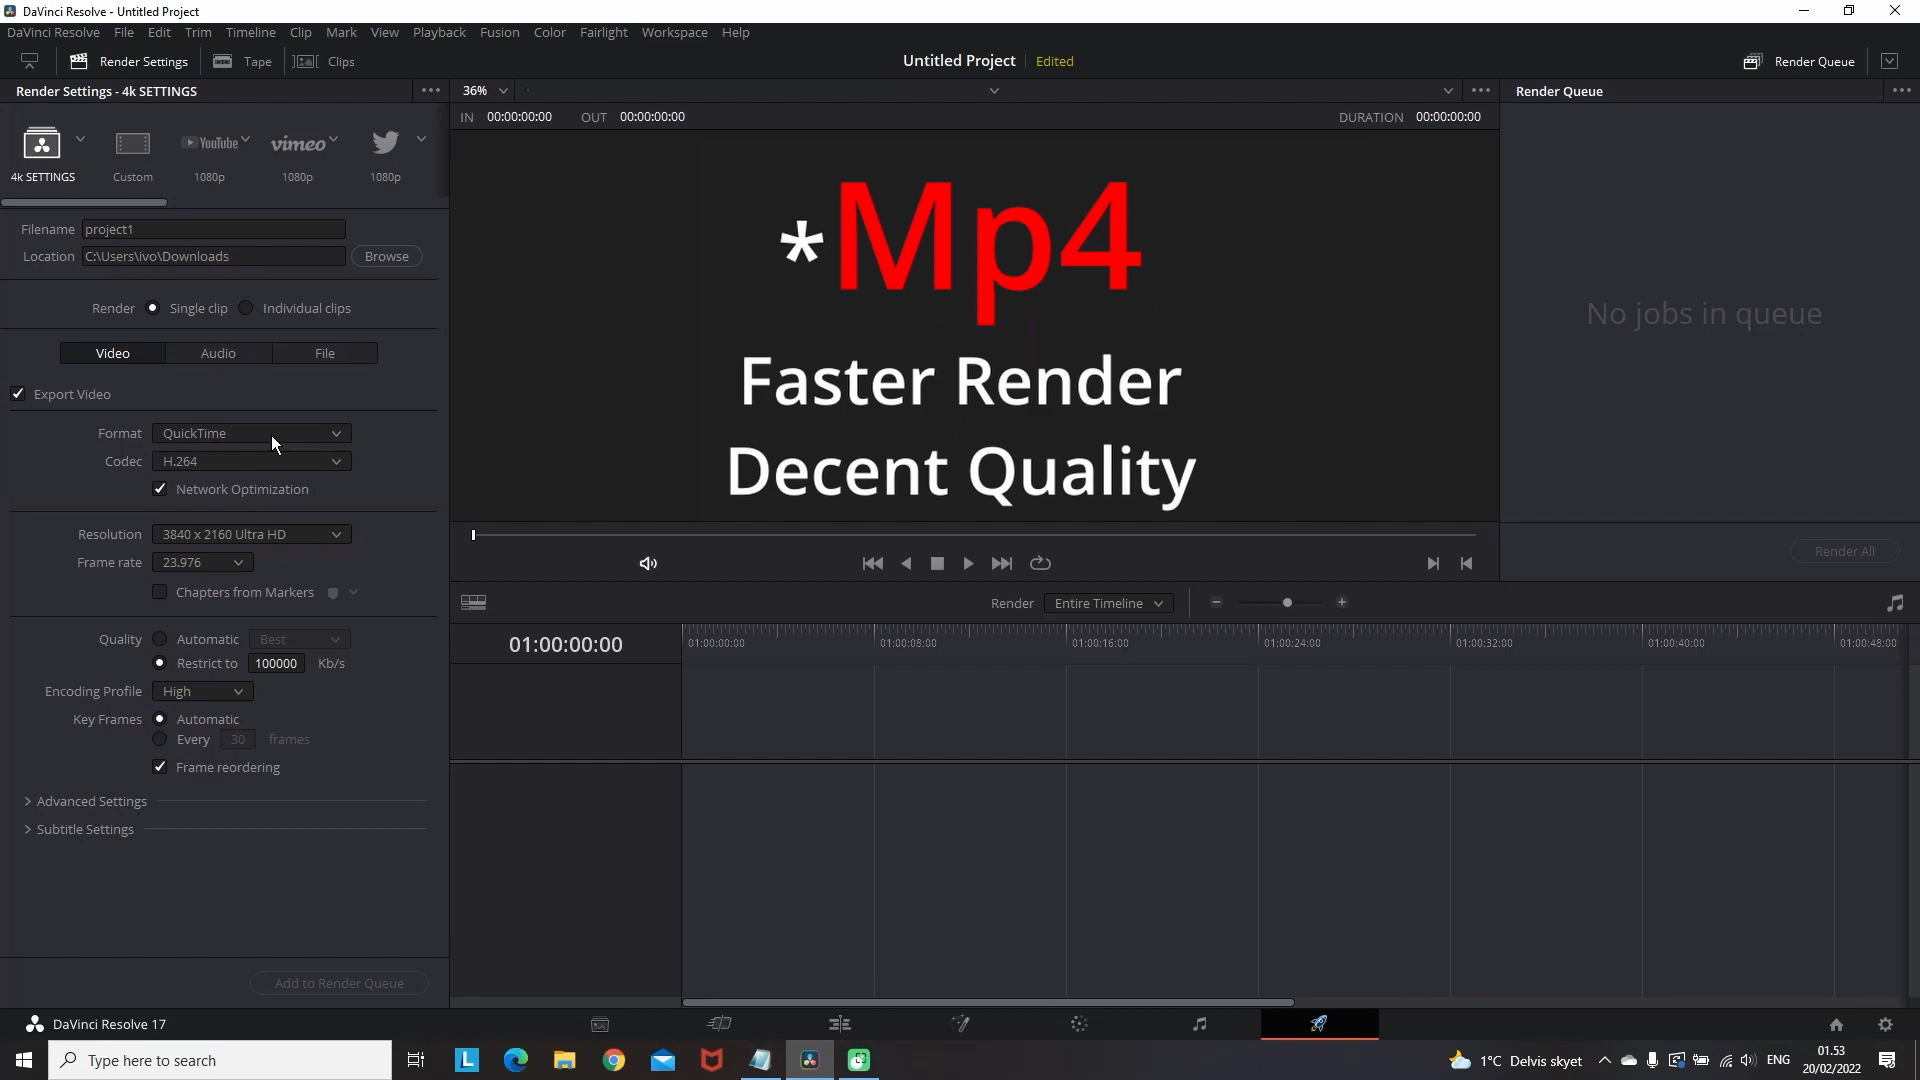 DaVinci Resolve - Untitled Project
DaVinci Resolve File Edit Trim Timeline Clip Mark View Playback Fusion Color Fairlight Workspace Help
Render Settings Tape Clips
Untitled Project Edited
Render Queue
Render Settings - 4k SETTINGS
36%
Render Queue
IN 00:00:00:00 OUT 00:00:00:00
DURATION 00:00:00:00
YouTube vimeo
4k SETTINGS Custom 1080p 1080p 1080p
Filename project1
Location C:\Users\ivo\Downloads Browse
Render Single clip Individual clips
Video Audio File
Export Video
Format QuickTime
Codec H.264
Network Optimization
Resolution 3840 x 2160 Ultra HD
Frame rate 23.976
Chapters from Markers
Quality Automatic Best
Restrict to 100000 Kb/s
Encoding Profile High
Key Frames Automatic
Every 30 frames
Frame reordering
Advanced Settings
Subtitle Settings
Add to Render Queue
*Mp4
Faster Render
Decent Quality
No jobs in queue
Render All
Render Entire Timeline
01:00:00:00
01:00:00:00 01:00:08:00 01:00:16:00 01:00:24:00 01:00:32:00 01:00:40:00 01:00:48:00
DaVinci Resolve 17
Type here to search
L
1°C Delvis skyet
ENG
01.53
20/02/2022